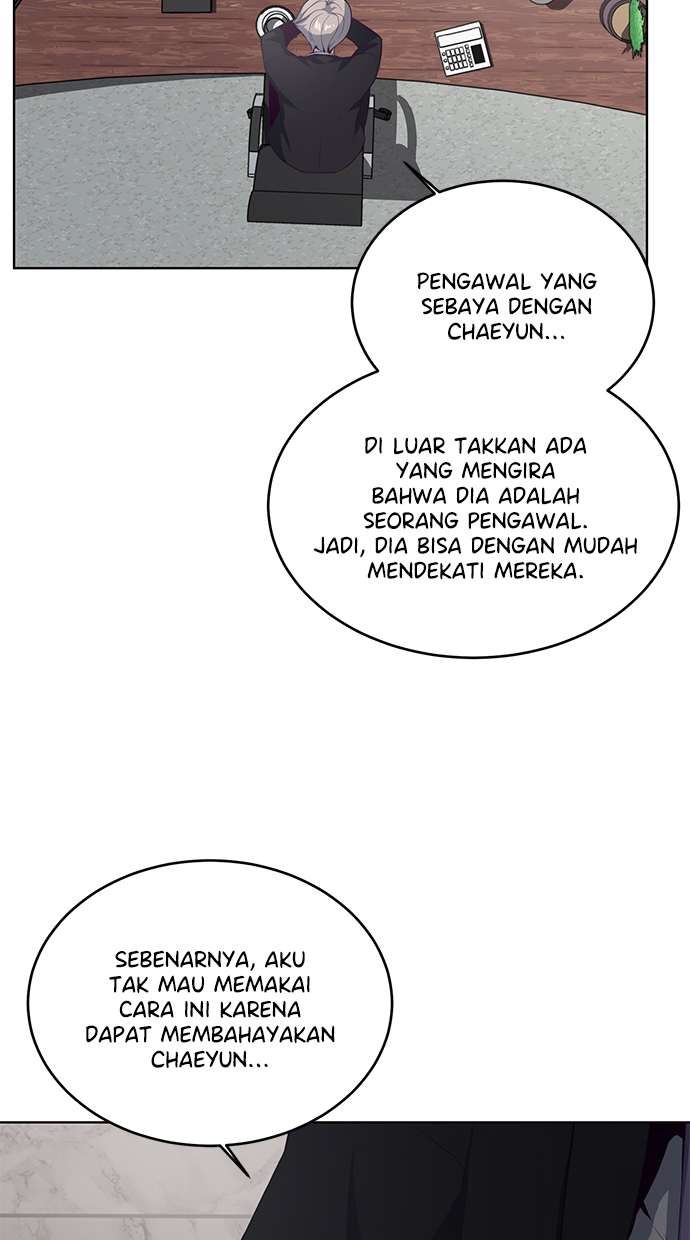 PENGAWAL YANG
SEBAYA DENGAN
CHAEYUN...
DI LUAR TAKKAN ADA
YANG MENGIRA
BAHWA DIA ADALAH
SEORANG PENGAWAL.
JADI, DIA BISA DENGAN MUDAH
MENDEKATI MEREKA.
SEBENARNYA, AKU
TAK MAU MEMAKAI
CARA INI KARENA
DAPAT MEMBAHAYAKAN
CHAEYUN...